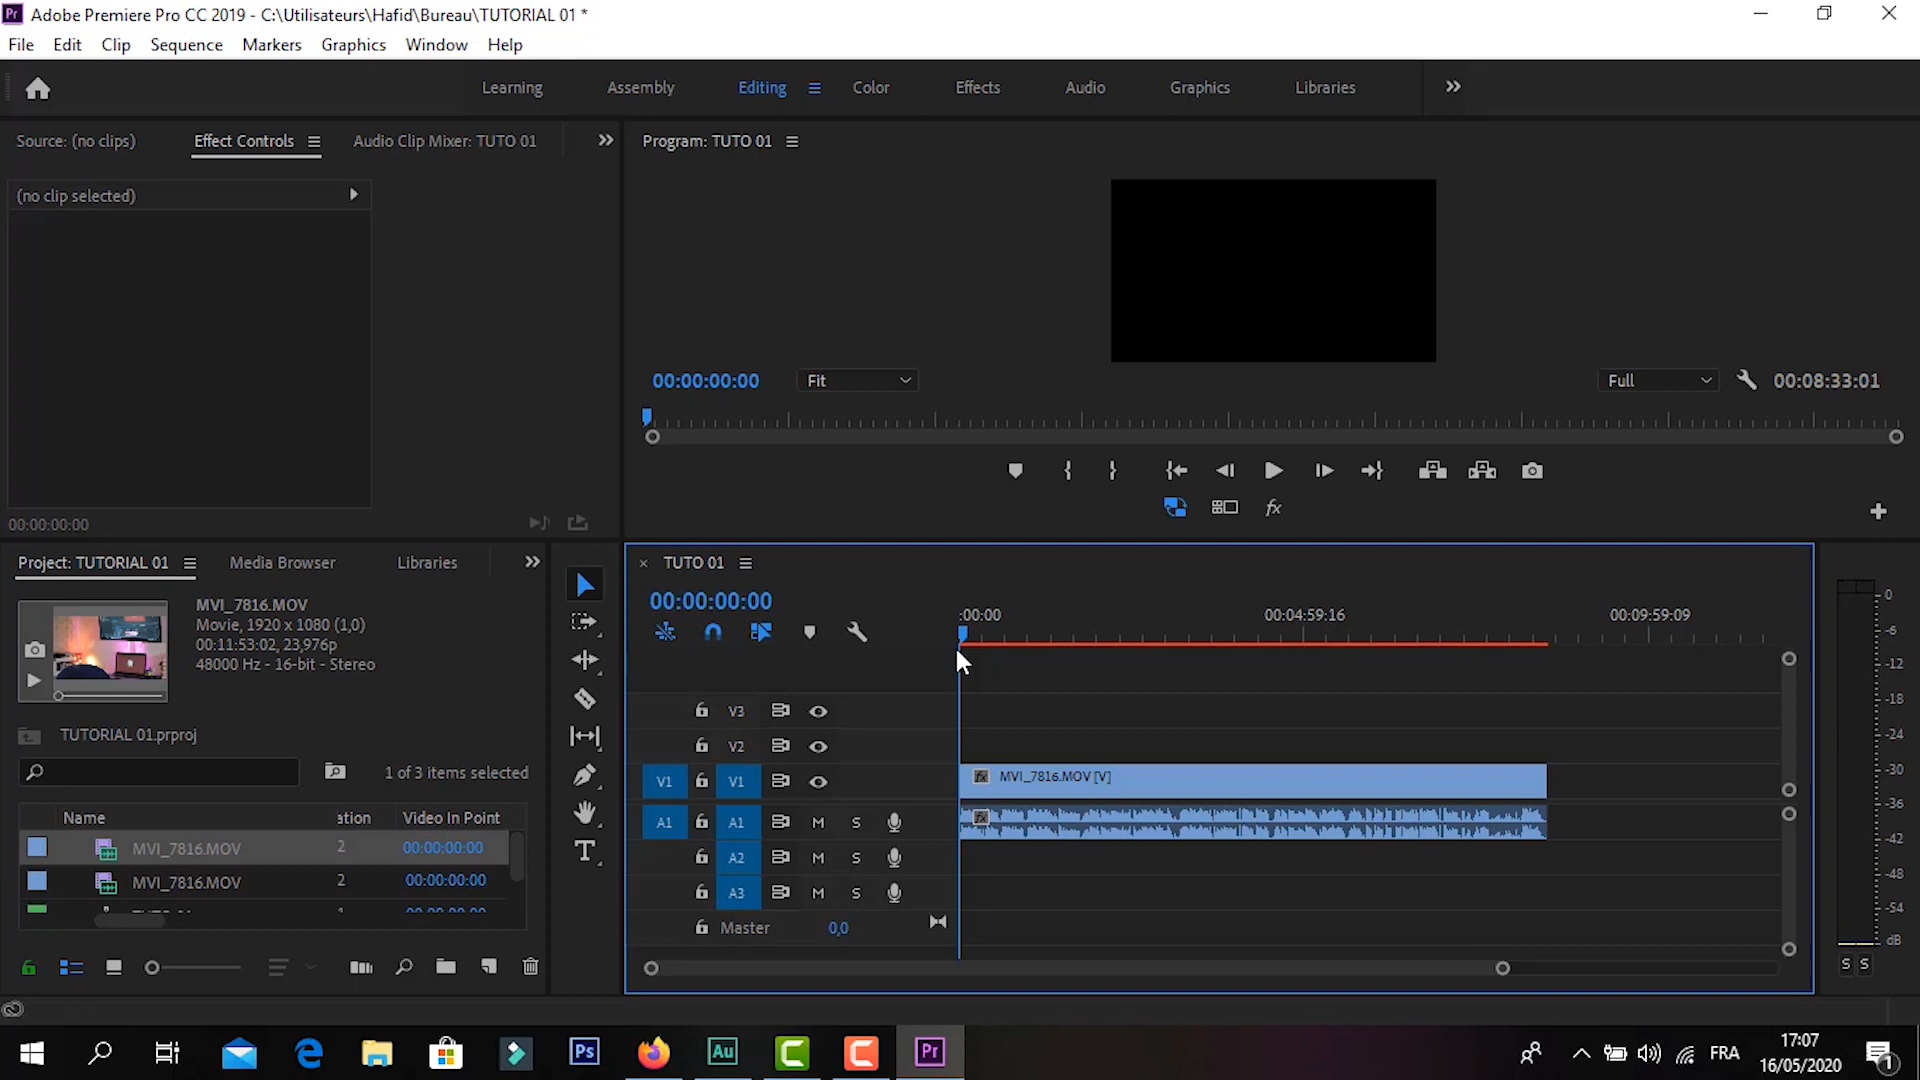 Pr Adobe Premiere Pro CC 2019 - C:\Utilisateurs\Hafid\Bureau\TUTORIAL 01 *
File Edit Clip Sequence Markers Graphics Window Help
Learning Assembly Editing Color Effects Audio Graphics Libraries
Source: (no clips) Effect Controls Audio Clip Mixer: TUTO 01
Program: TUTO 01
(no clip selected)
00:00:00:00 Fit Full 00:08:33:01
fx
00:00:00:00
Project: TUTORIAL 01 Media Browser Libraries
TUTO 01
MVI_7816.MOV
Movie, 1920 x 1080 (1,0)
00:11:53:02, 23,976p
48000 Hz - 16-bit - Stereo
00:00:00:00
:00:00 00:04:59:16 00:09:59:09
TUTORIAL 01.prproj
1 of 3 items selected
Name ation Video In Point
MVI_7816.MOV 2 00:00:00:00
MVI_7816.MOV 2 00:00:00:00
T
V3
V2
V1 V1 fx MVI_7816.MOV [V]
A1 A1 M S fx
A2 M S
A3 M S
Master 0,0
0
-6
-12
-18
-24
-30
-36
-42
-48
-54
dB
S S
Ps Au Pr
FRA
17:07
16/05/2020
1